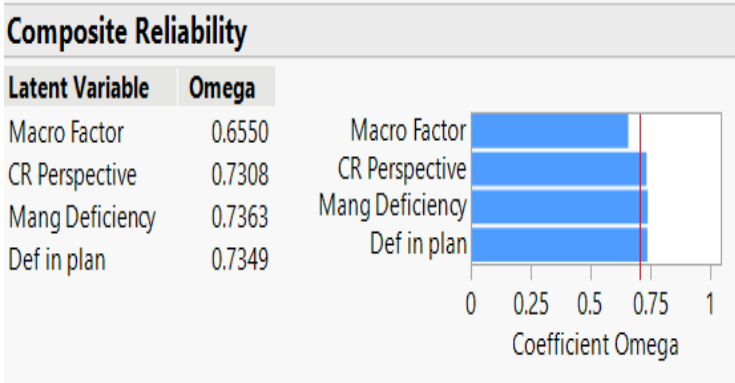 Composite Reliability
Latent Variable Omega
Macro Factor 0.6550
CR Perspective 0.7308
Mang Deficiency 0.7363
Def in plan 0.7349
Macro Factor
CR Perspective
Mang Deficiency
Def in plan
0 0.25 0.5 0.75 1
Coefficient Omega